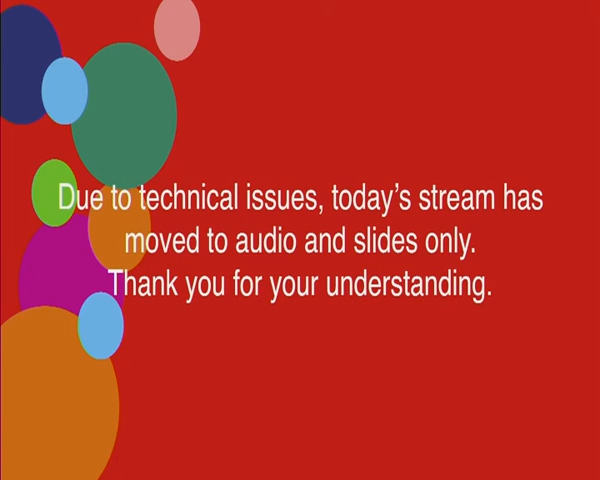 Due to technical issues, today’s stream has
moved to audio and slides only.
Thank you for your understanding.